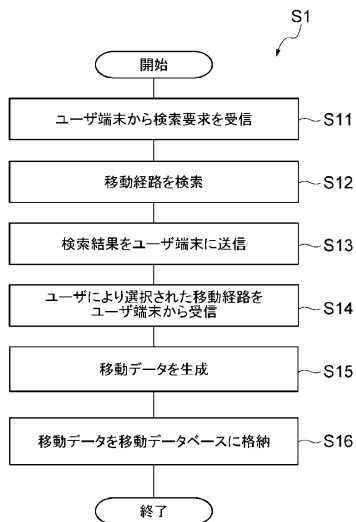 S1
開始
ユーザ端末から検索要求を受信
S11
移動経路を検索
S12
検索結果をユーザ端末に送信
S13
ユーザにより選択された移動経路を
ユーザ端末から受信
S14
移動データを生成
S15
移動データを移動データベースに格納
S16
終了